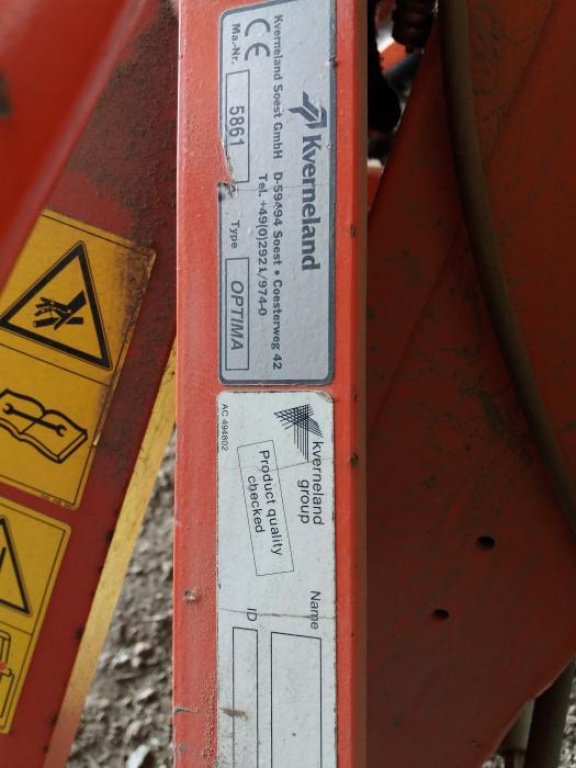 Kverneland
Kverneland Soest GmbH D-59494 Soest • Coesterweg 42
Tel. +49(0)2921/974-0
CE
Ma.-Nr. 5861 Type OPTIMA
kverneland
group
Product quality
checked
AC 494802
Name
ID